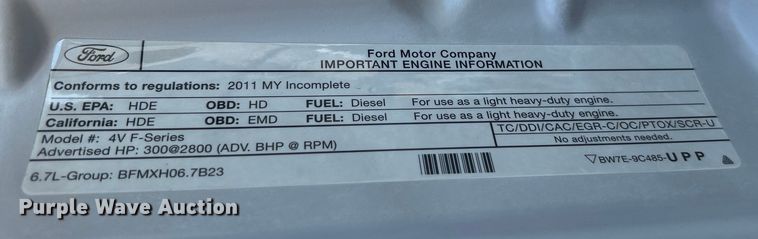 Ford
Ford Motor Company
IMPORTANT ENGINE INFORMATION
Conforms to regulations: 2011 MY Incomplete
U.S. EPA: HDE OBD: HD FUEL: Diesel For use as a light heavy-duty engine.
California: HDE OBD: EMD FUEL: Diesel For use as a light heavy-duty engine.
Model #: 4V F-Series TC/DDI/CAC/EGR-C/OC/PTOX/SCR-U
Advertised HP: 300@2800 (ADV. BHP @ RPM) No adjustments needed.
6.7L-Group: BFMXH06.7B23 BW7E-9C485-UPP
Purple Wave Auction